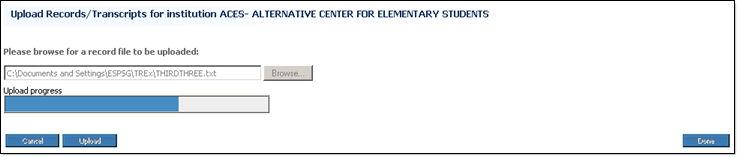 Upload Records/Transcripts for institution ACES- ALTERNATIVE CENTER FOR ELEMENTARY STUDENTS
Please browse for a record file to be uploaded:
C:\Documents and Settings\ESPSG\TREx\THIRDTHREE.txt Browse...
Upload progress
Cancel Upload Done